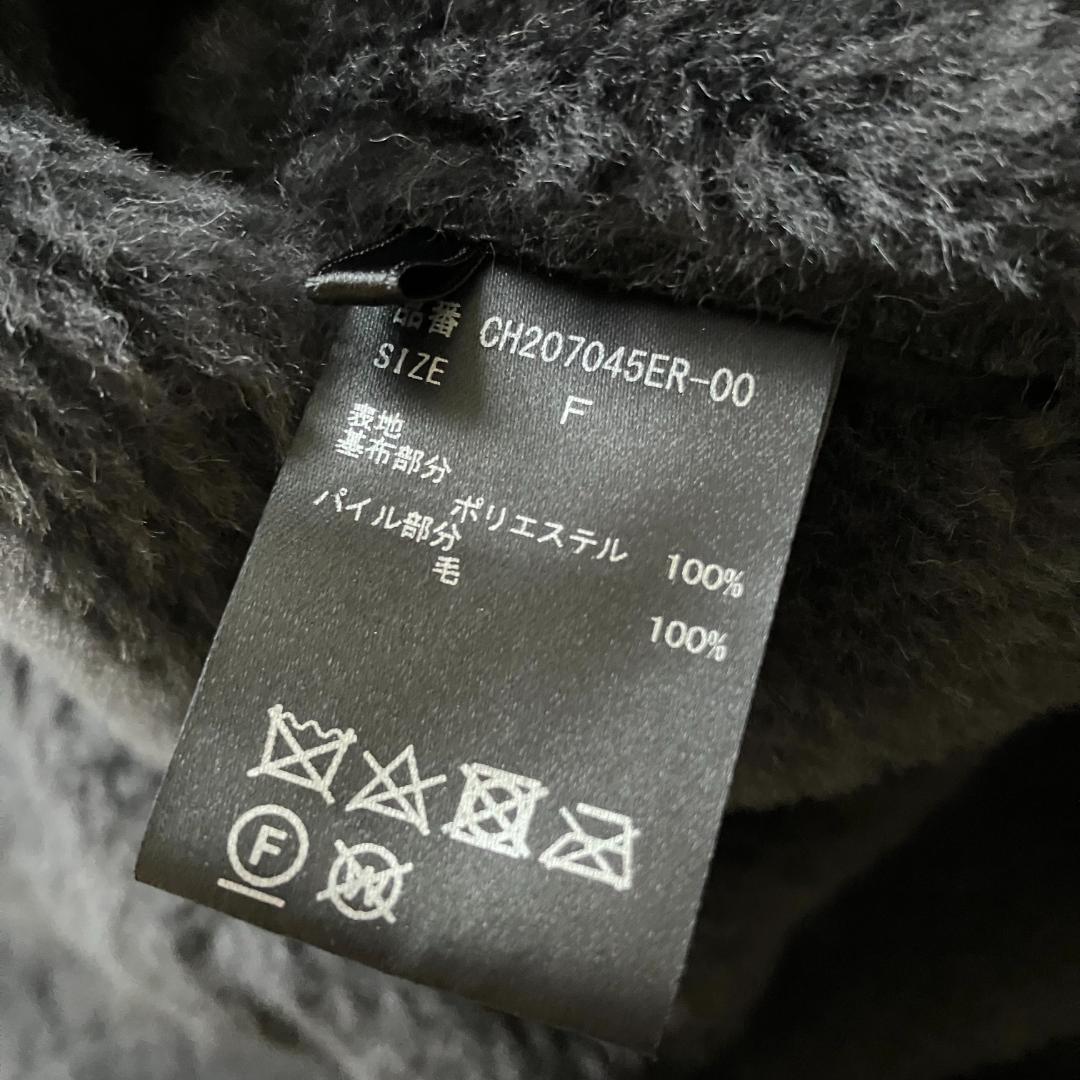 品番 CH207045ER-00
SIZE F
表地
基布部分
ポリエステル 100%
パイル部分
毛 100%
F
W